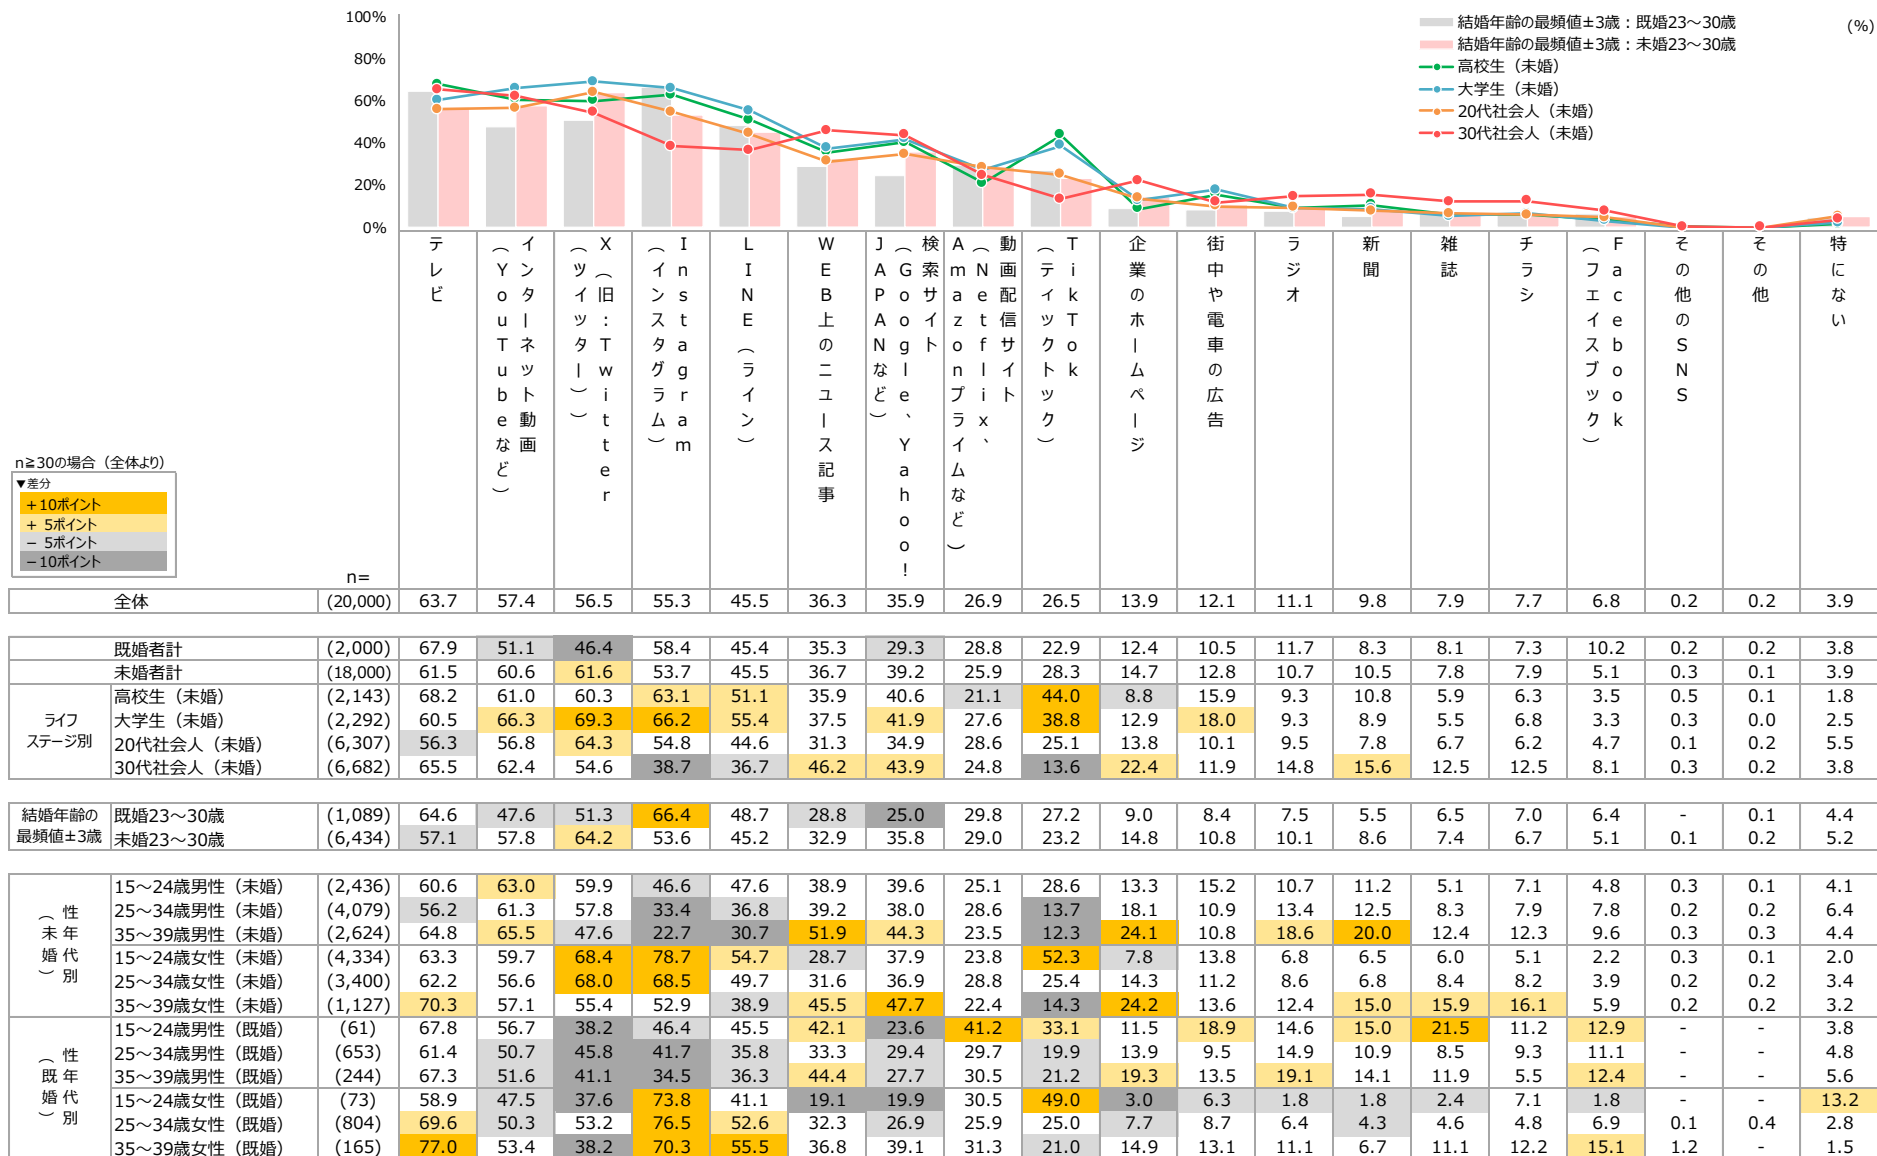 100%
80%
60%
40%
20%
0%
(%)
結婚年齢の最頻値±3歳：既婚23～30歳
結婚年齢の最頻値±3歳：未婚23～30歳
高校生（未婚）
大学生（未婚）
20代社会人（未婚）
30代社会人（未婚）
テレビ
インターネット動画
（YouTubeなど）
X（旧：Twitter
（ツイッター））
Instagram
（インスタグラム）
LINE（ライン）
WEB上のニュース記事
検索サイト
（Google、Yahoo！
JAPANなど）
動画配信サイト
（Netflix、
Amazonプライムなど）
TikTok
（ティックトック）
企業のホームページ
街中や電車の広告
ラジオ
新聞
雑誌
チラシ
Facebook
（フェイスブック）
その他のSNS
その他
特にない
n≧30の場合（全体より）
▼差分
＋10ポイント
＋ 5ポイント
－ 5ポイント
－10ポイント
n=
全体 (20,000) 63.7 57.4 56.5 55.3 45.5 36.3 35.9 26.9 26.5 13.9 12.1 11.1 9.8 7.9 7.7 6.8 0.2 0.2 3.9
既婚者計 (2,000) 67.9 51.1 46.4 58.4 45.4 35.3 29.3 28.8 22.9 12.4 10.5 11.7 8.3 8.1 7.3 10.2 0.2 0.2 3.8
未婚者計 (18,000) 61.5 60.6 61.6 53.7 45.5 36.7 39.2 25.9 28.3 14.7 12.8 10.7 10.5 7.8 7.9 5.1 0.3 0.1 3.9
ライフ
ステージ別
高校生（未婚） (2,143) 68.2 61.0 60.3 63.1 51.1 35.9 40.6 21.1 44.0 8.8 15.9 9.3 10.8 5.9 6.3 3.5 0.5 0.1 1.8
大学生（未婚） (2,292) 60.5 66.3 69.3 66.2 55.4 37.5 41.9 27.6 38.8 12.9 18.0 9.3 8.9 5.5 6.8 3.3 0.3 0.0 2.5
20代社会人（未婚） (6,307) 56.3 56.8 64.3 54.8 44.6 31.3 34.9 28.6 25.1 13.8 10.1 9.5 7.8 6.7 6.2 4.7 0.1 0.2 5.5
30代社会人（未婚） (6,682) 65.5 62.4 54.6 38.7 36.7 46.2 43.9 24.8 13.6 22.4 11.9 14.8 15.6 12.5 12.5 8.1 0.3 0.2 3.8
結婚年齢の
最頻値±3歳
既婚23～30歳 (1,089) 64.6 47.6 51.3 66.4 48.7 28.8 25.0 29.8 27.2 9.0 8.4 7.5 5.5 6.5 7.0 6.4 - 0.1 4.4
未婚23～30歳 (6,434) 57.1 57.8 64.2 53.6 45.2 32.9 35.8 29.0 23.2 14.8 10.8 10.1 8.6 7.4 6.7 5.1 0.1 0.2 5.2
性年代別
（未婚）
15～24歳男性（未婚） (2,436) 60.6 63.0 59.9 46.6 47.6 38.9 39.6 25.1 28.6 13.3 15.2 10.7 11.2 5.1 7.1 4.8 0.3 0.1 4.1
25～34歳男性（未婚） (4,079) 56.2 61.3 57.8 33.4 36.8 39.2 38.0 28.6 13.7 18.1 10.9 13.4 12.5 8.3 7.9 7.8 0.2 0.2 6.4
35～39歳男性（未婚） (2,624) 64.8 65.5 47.6 22.7 30.7 51.9 44.3 23.5 12.3 24.1 10.8 18.6 20.0 12.4 12.3 9.6 0.3 0.3 4.4
15～24歳女性（未婚） (4,334) 63.3 59.7 68.4 78.7 54.7 28.7 37.9 23.8 52.3 7.8 13.8 6.8 6.5 6.0 5.1 2.2 0.3 0.1 2.0
25～34歳女性（未婚） (3,400) 62.2 56.6 68.0 68.5 49.7 31.6 36.9 28.8 25.4 14.3 11.2 8.6 6.8 8.4 8.2 3.9 0.2 0.2 3.4
35～39歳女性（未婚） (1,127) 70.3 57.1 55.4 52.9 38.9 45.5 47.7 22.4 14.3 24.2 13.6 12.4 15.0 15.9 16.1 5.9 0.2 0.2 3.2
性年代別
（既婚）
15～24歳男性（既婚） (61) 67.8 56.7 38.2 46.4 45.5 42.1 23.6 41.2 33.1 11.5 18.9 14.6 15.0 21.5 11.2 12.9 - - 3.8
25～34歳男性（既婚） (653) 61.4 50.7 45.8 41.7 35.8 33.3 29.4 29.7 19.9 13.9 9.5 14.9 10.9 8.5 9.3 11.1 - - 4.8
35～39歳男性（既婚） (244) 67.3 51.6 41.1 34.5 36.3 44.4 27.7 30.5 21.2 19.3 13.5 19.1 14.1 11.9 5.5 12.4 - - 5.6
15～24歳女性（既婚） (73) 58.9 47.5 37.6 73.8 41.1 19.1 19.9 30.5 49.0 3.0 6.3 1.8 1.8 2.4 7.1 1.8 - - 13.2
25～34歳女性（既婚） (804) 69.6 50.3 53.2 76.5 52.6 32.3 26.9 25.9 25.0 7.7 8.7 6.4 4.3 4.6 4.8 6.9 0.1 0.4 2.8
35～39歳女性（既婚） (165) 77.0 53.4 38.2 70.3 55.5 36.8 39.1 31.3 21.0 14.9 13.1 11.1 6.7 11.1 12.2 15.1 1.2 - 1.5